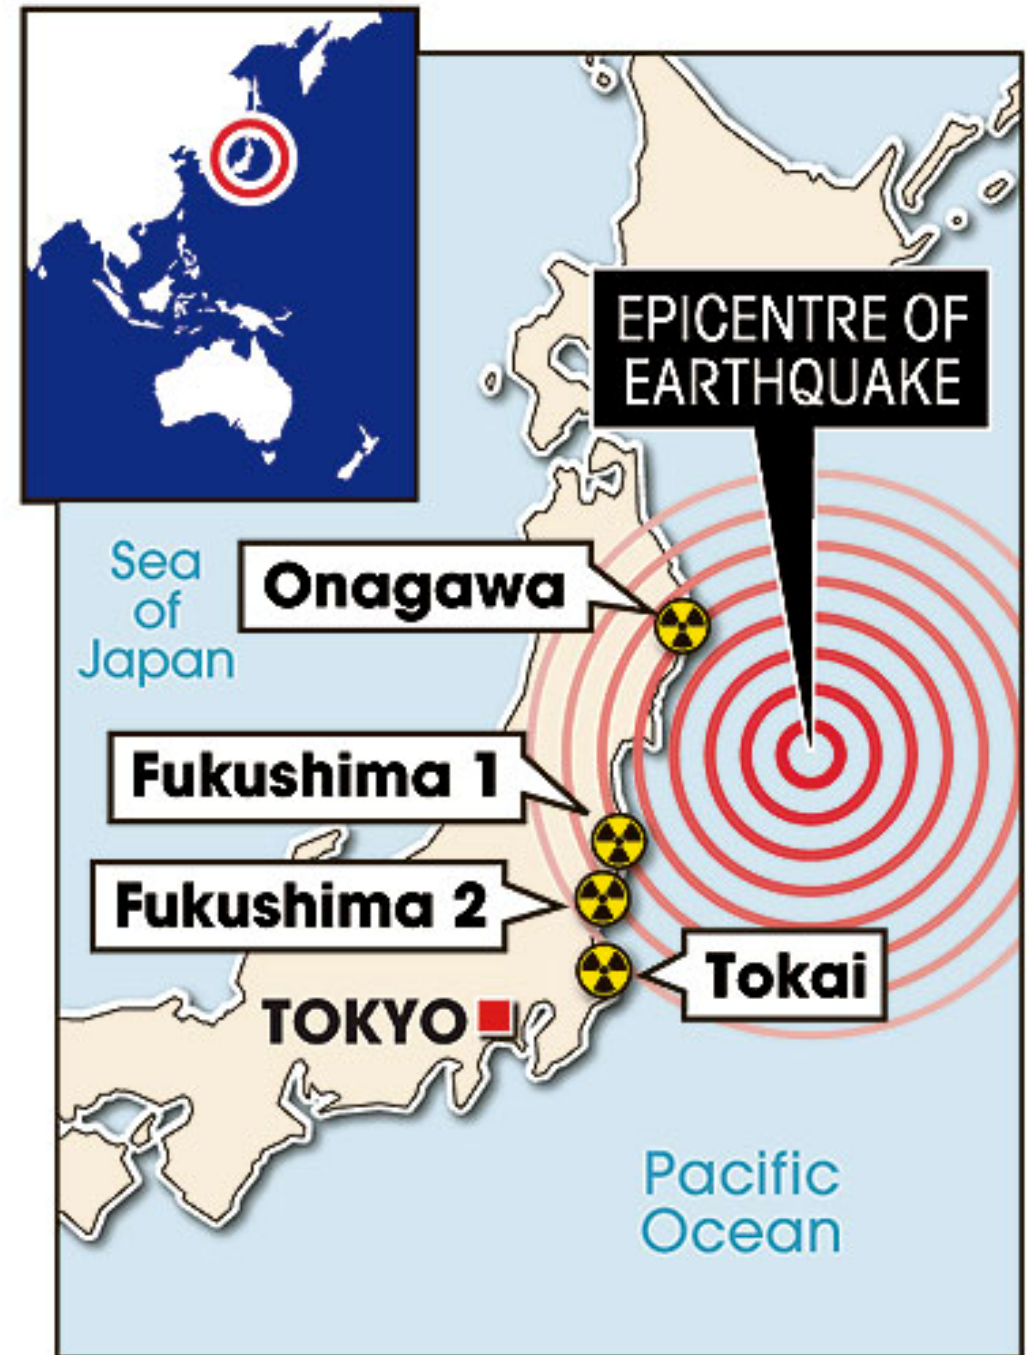 EPICENTRE OF
EARTHQUAKE
Sea
of
Japan
Onagawa
Fukushima 1
Fukushima 2
Tokai
TOKYO
Pacific
Ocean